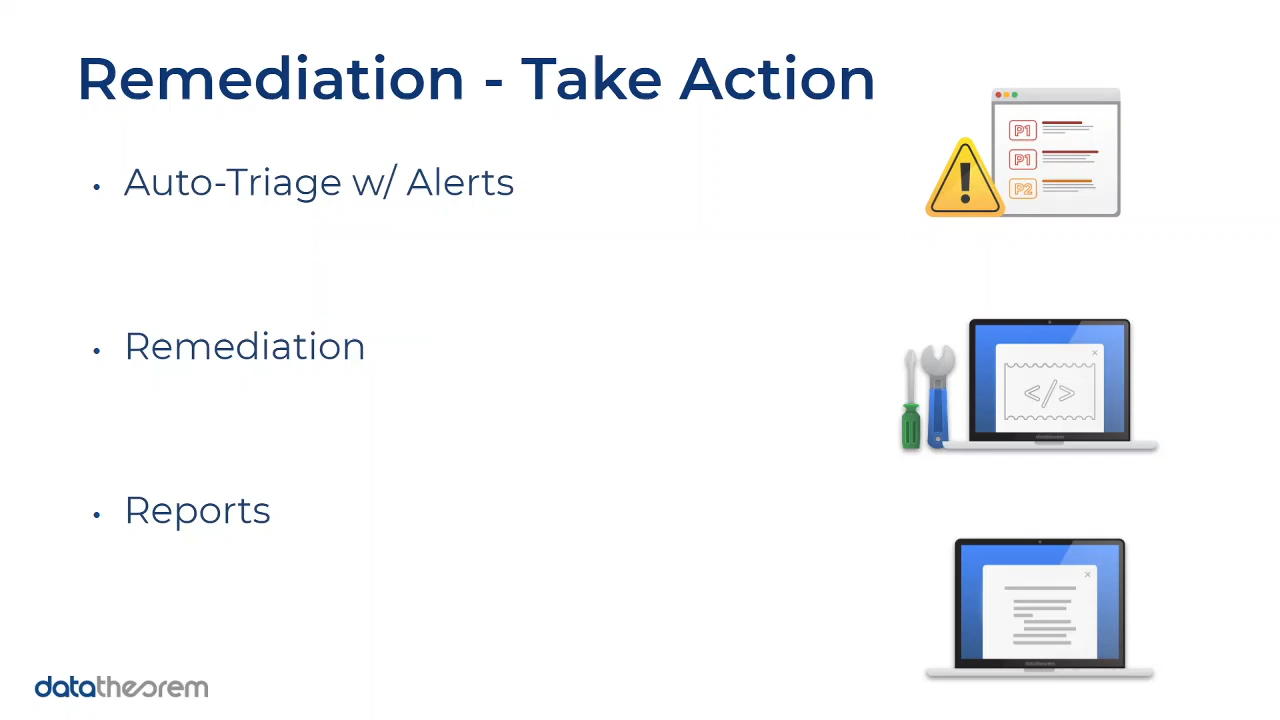 Remediation - Take Action
• Auto-Triage w/ Alerts
P1
P1
P2
• Remediation
</>
• Reports
datatheorem